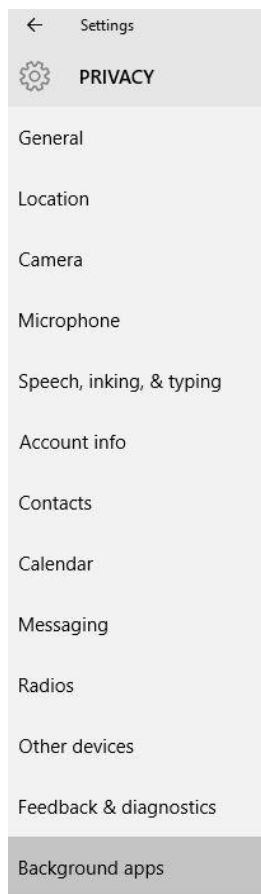 Settings
PRIVACY
General
Location
Camera
Microphone
Speech, inking, & typing
Account info
Contacts
Calendar
Messaging
Radios
Other devices
Feedback & diagnostics
Background apps